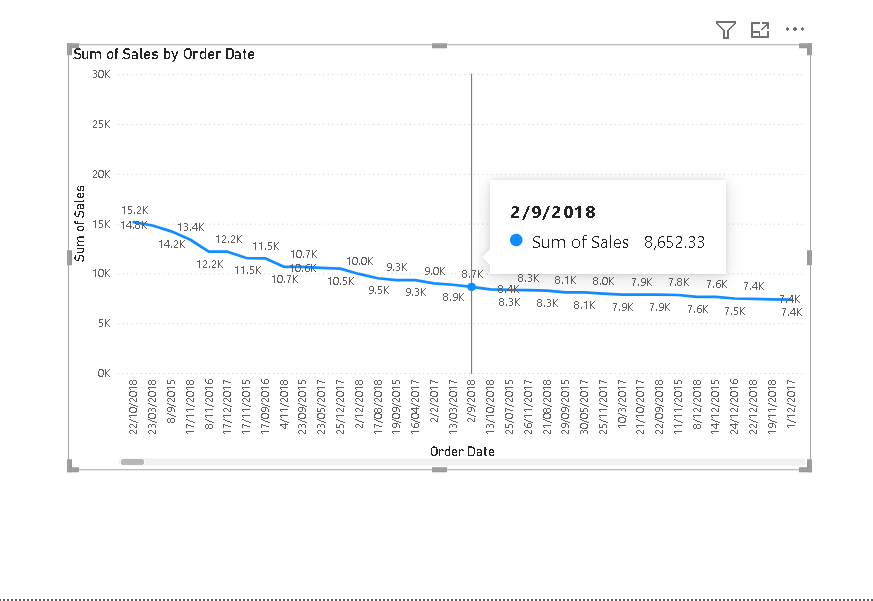 Sum of Sales by Order Date
30K
25K
20K
15K
10K
5K
0K
Sum of Sales
15.2K
14.8K
14.2K
13.4K
12.2K
12.2K
11.5K
11.5K
10.7K
10.7K
10.6K
10.5K
10.0K
9.5K
9.3K
9.3K
9.0K
8.9K
8.7K
8.4K
8.3K
8.3K
8.3K
8.1K
8.1K
8.0K
7.9K
7.9K
7.9K
7.8K
7.6K
7.6K
7.5K
7.4K
7.4K
7.4K
2/9/2018
Sum of Sales 8,652.33
22/10/2018
23/03/2018
8/9/2015
17/11/2018
8/11/2016
17/12/2017
17/11/2015
17/09/2016
4/11/2018
23/09/2015
23/05/2017
25/12/2017
2/12/2018
17/08/2018
19/09/2015
16/04/2017
2/2/2017
13/03/2017
2/9/2018
13/10/2018
25/07/2015
26/11/2017
21/08/2018
29/09/2015
30/05/2017
25/11/2017
10/3/2017
21/10/2017
22/09/2018
11/11/2015
8/12/2018
14/12/2015
24/12/2016
22/12/2018
19/11/2018
1/12/2017
Order Date